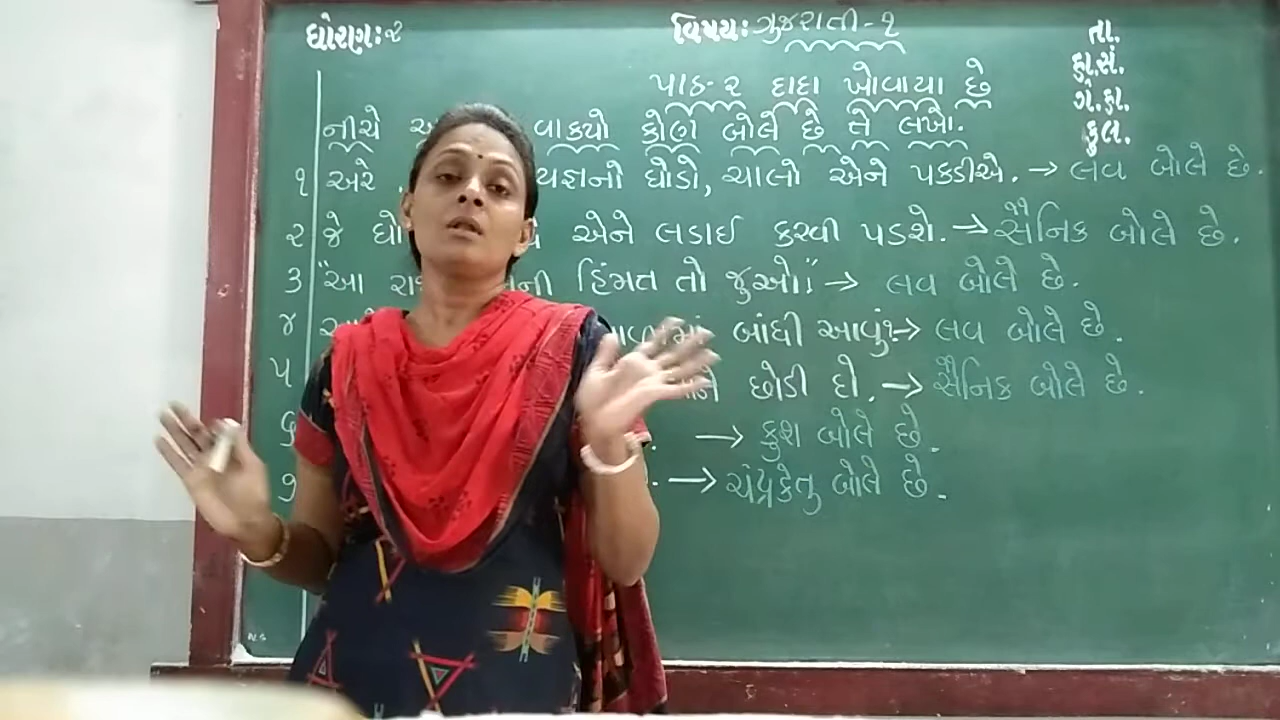 ધોરણ:૨
વિષય: ગુજરાતી-૧
તા.
હા.સં.
ગે.હા.
કુલ.
પાઠ-૨ દાદા ખોવાયા છે
નીચે વાક્યો કોણ બોલે છે તે લખો.
૧ અરે યજ્ઞનો ઘોડો, ચાલો એને પકડીએ. → લવ બોલે છે.
૨ જે એને લડાઈ કરવી પડશે. → સૈનિક બોલે છે.
૩ "આ હિંમત તો જુઓ!" → લવ બોલે છે.
૪ બાંધી આવું? → લવ બોલે છે.
૫ છોડી દો. → સૈનિક બોલે છે.
૬ → કુશ બોલે છે.
૭ → ચંદ્રકેતુ બોલે છે.